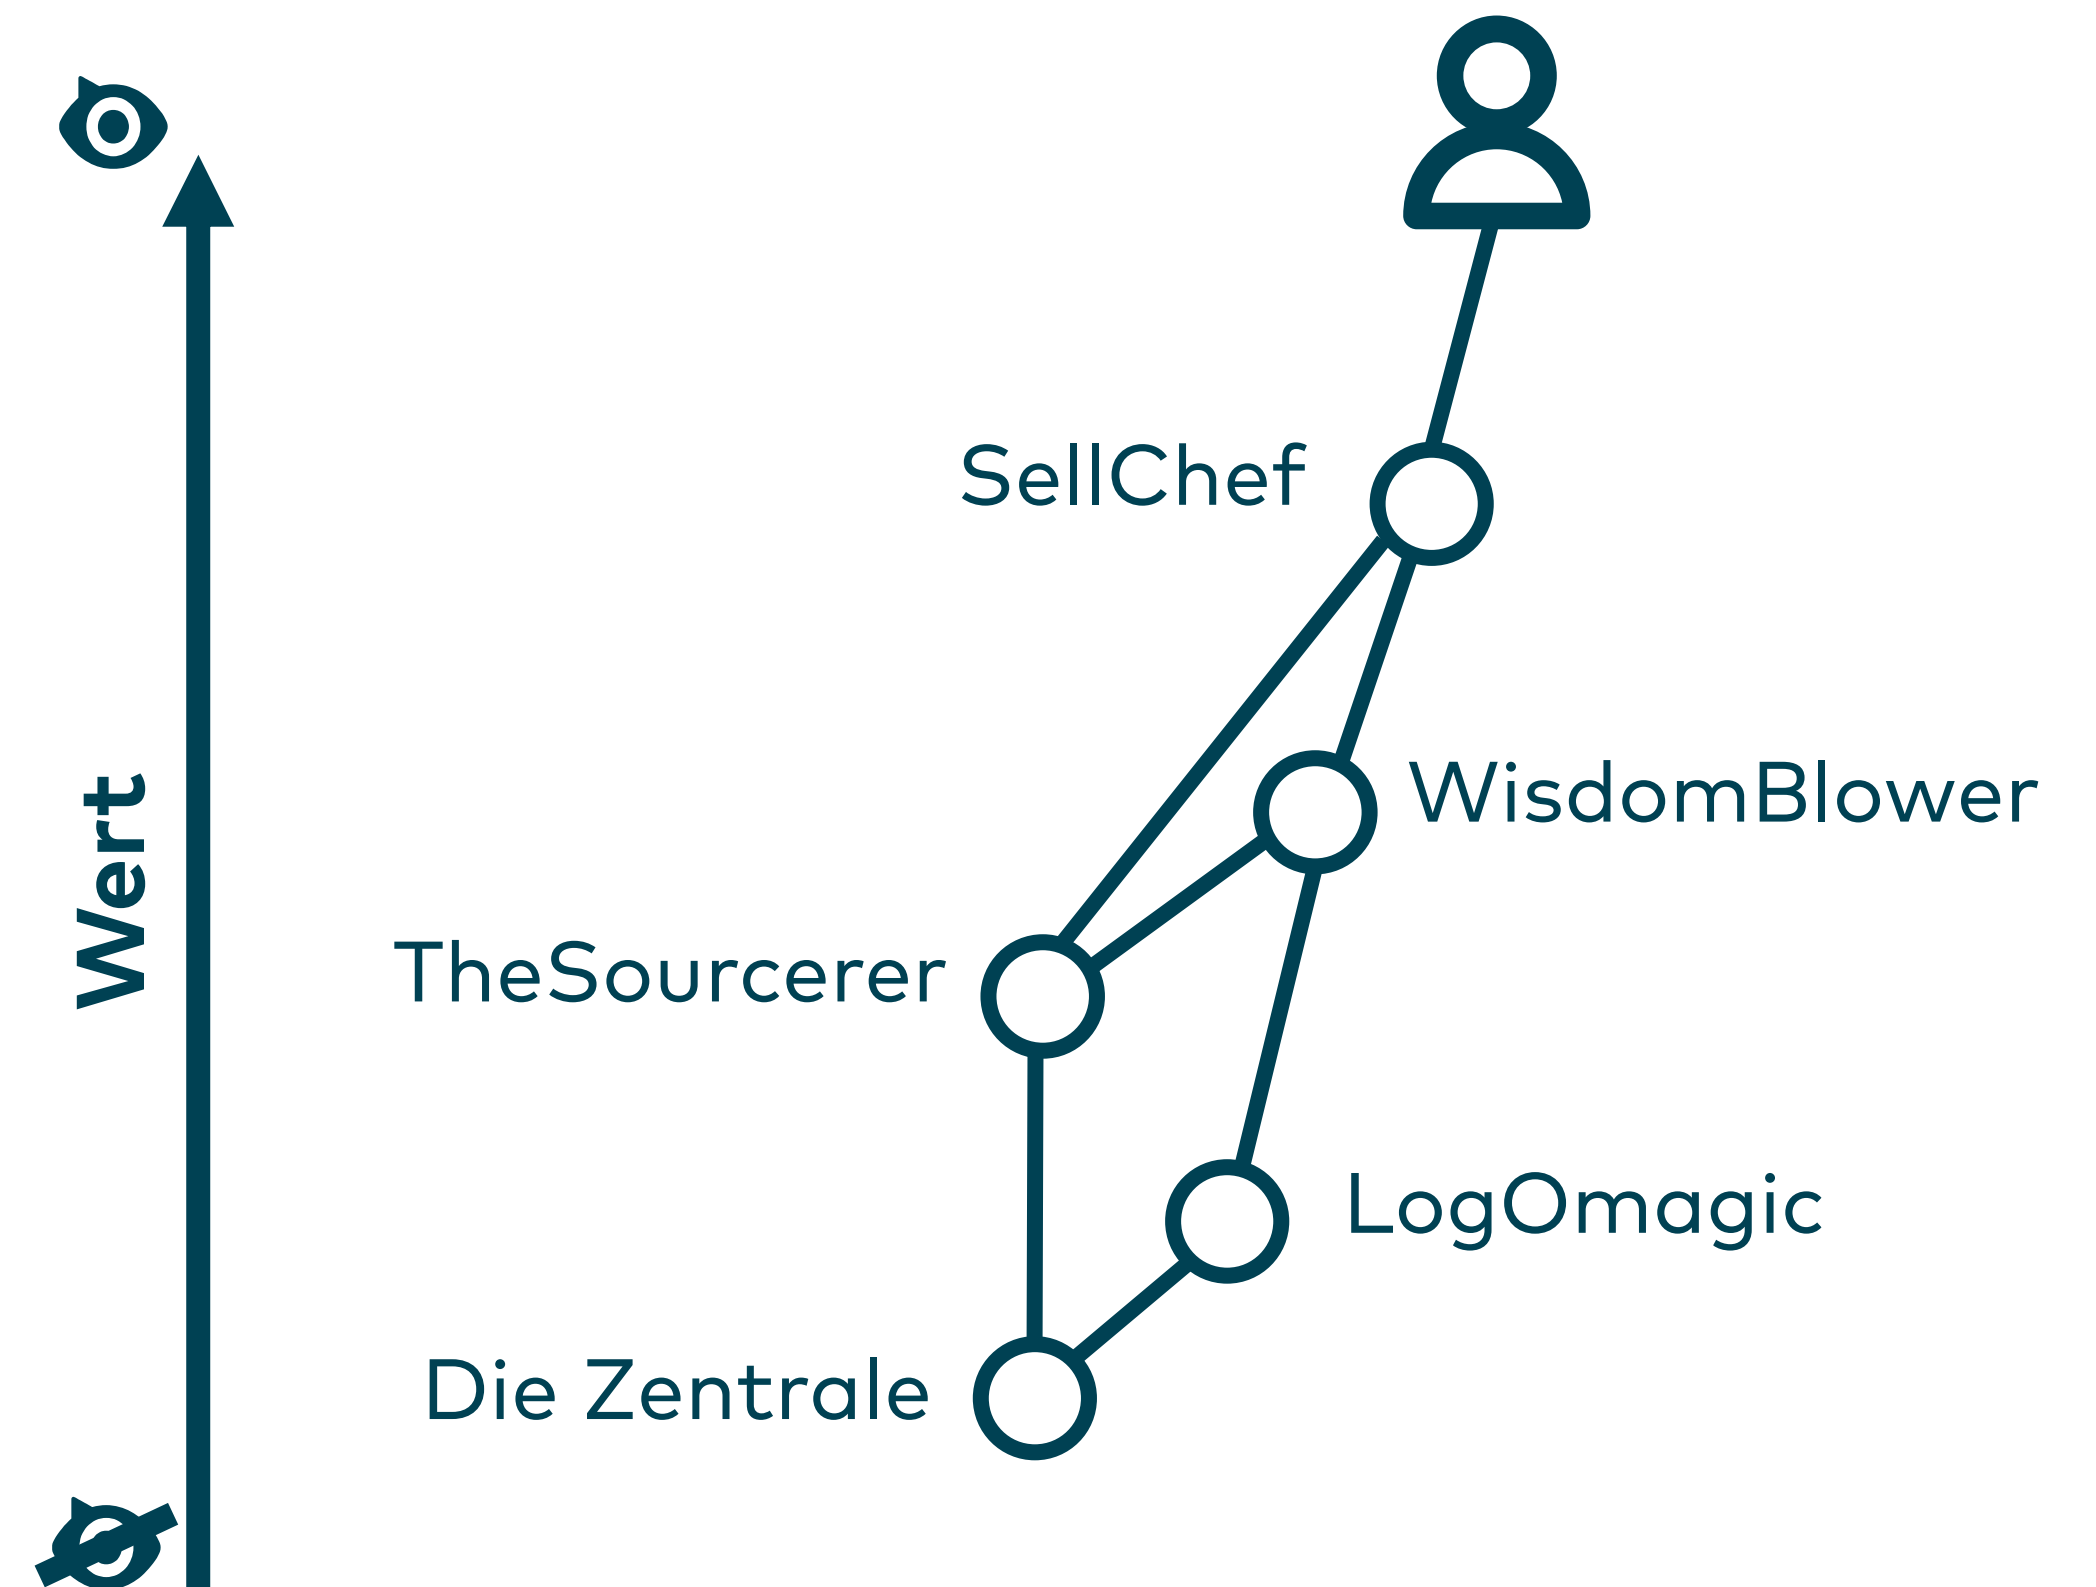 SellChef
WisdomBlower
Wert
TheSourcerer
LogOmagic
Die Zentrale